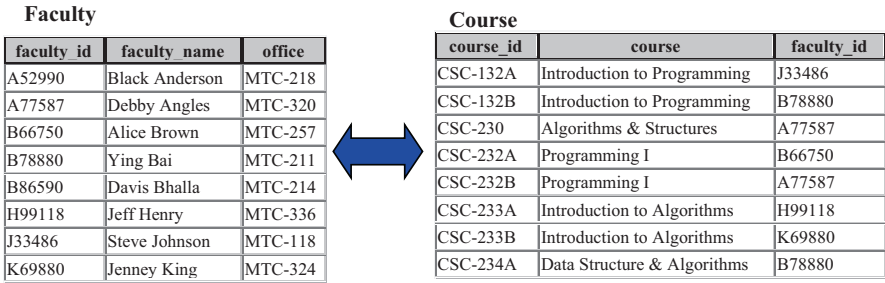 Faculty
faculty_id faculty_name office
A52990 Black Anderson MTC-218
A77587 Debby Angles MTC-320
B66750 Alice Brown MTC-257
B78880 Ying Bai MTC-211
B86590 Davis Bhalla MTC-214
H99118 Jeff Henry MTC-336
J33486 Steve Johnson MTC-118
K69880 Jenney King MTC-324
Course
course_id course faculty_id
CSC-132A Introduction to Programming J33486
CSC-132B Introduction to Programming B78880
CSC-230 Algorithms & Structures A77587
CSC-232A Programming I B66750
CSC-232B Programming I A77587
CSC-233A Introduction to Algorithms H99118
CSC-233B Introduction to Algorithms K69880
CSC-234A Data Structure & Algorithms B78880